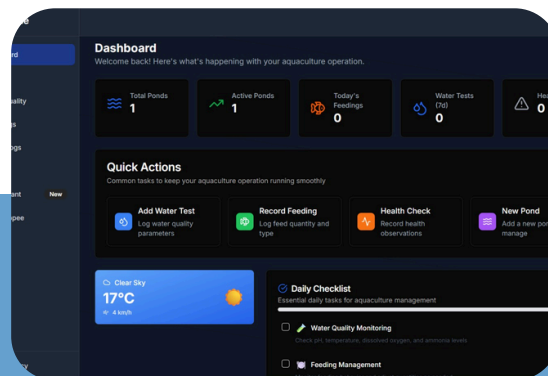 Dashboard
Welcome back! Here's what's happening with your aquaculture operation.
Total Ponds
1
Active Ponds
1
Today's
Feedings
0
Water Tests
(7d)
0
0
Quick Actions
Common tasks to keep your aquaculture operation running smoothly
Add Water Test
Log water quality
parameters
Record Feeding
Log feed quantity and
type
Health Check
Record health
observations
New Pond
Add a new
manage
New
Clear Sky
17°C
4 km/h
Daily Checklist
Essential daily tasks for aquaculture management
Water Quality Monitoring
Check pH, temperature, dissolved oxygen, and ammonia levels
Feeding Management